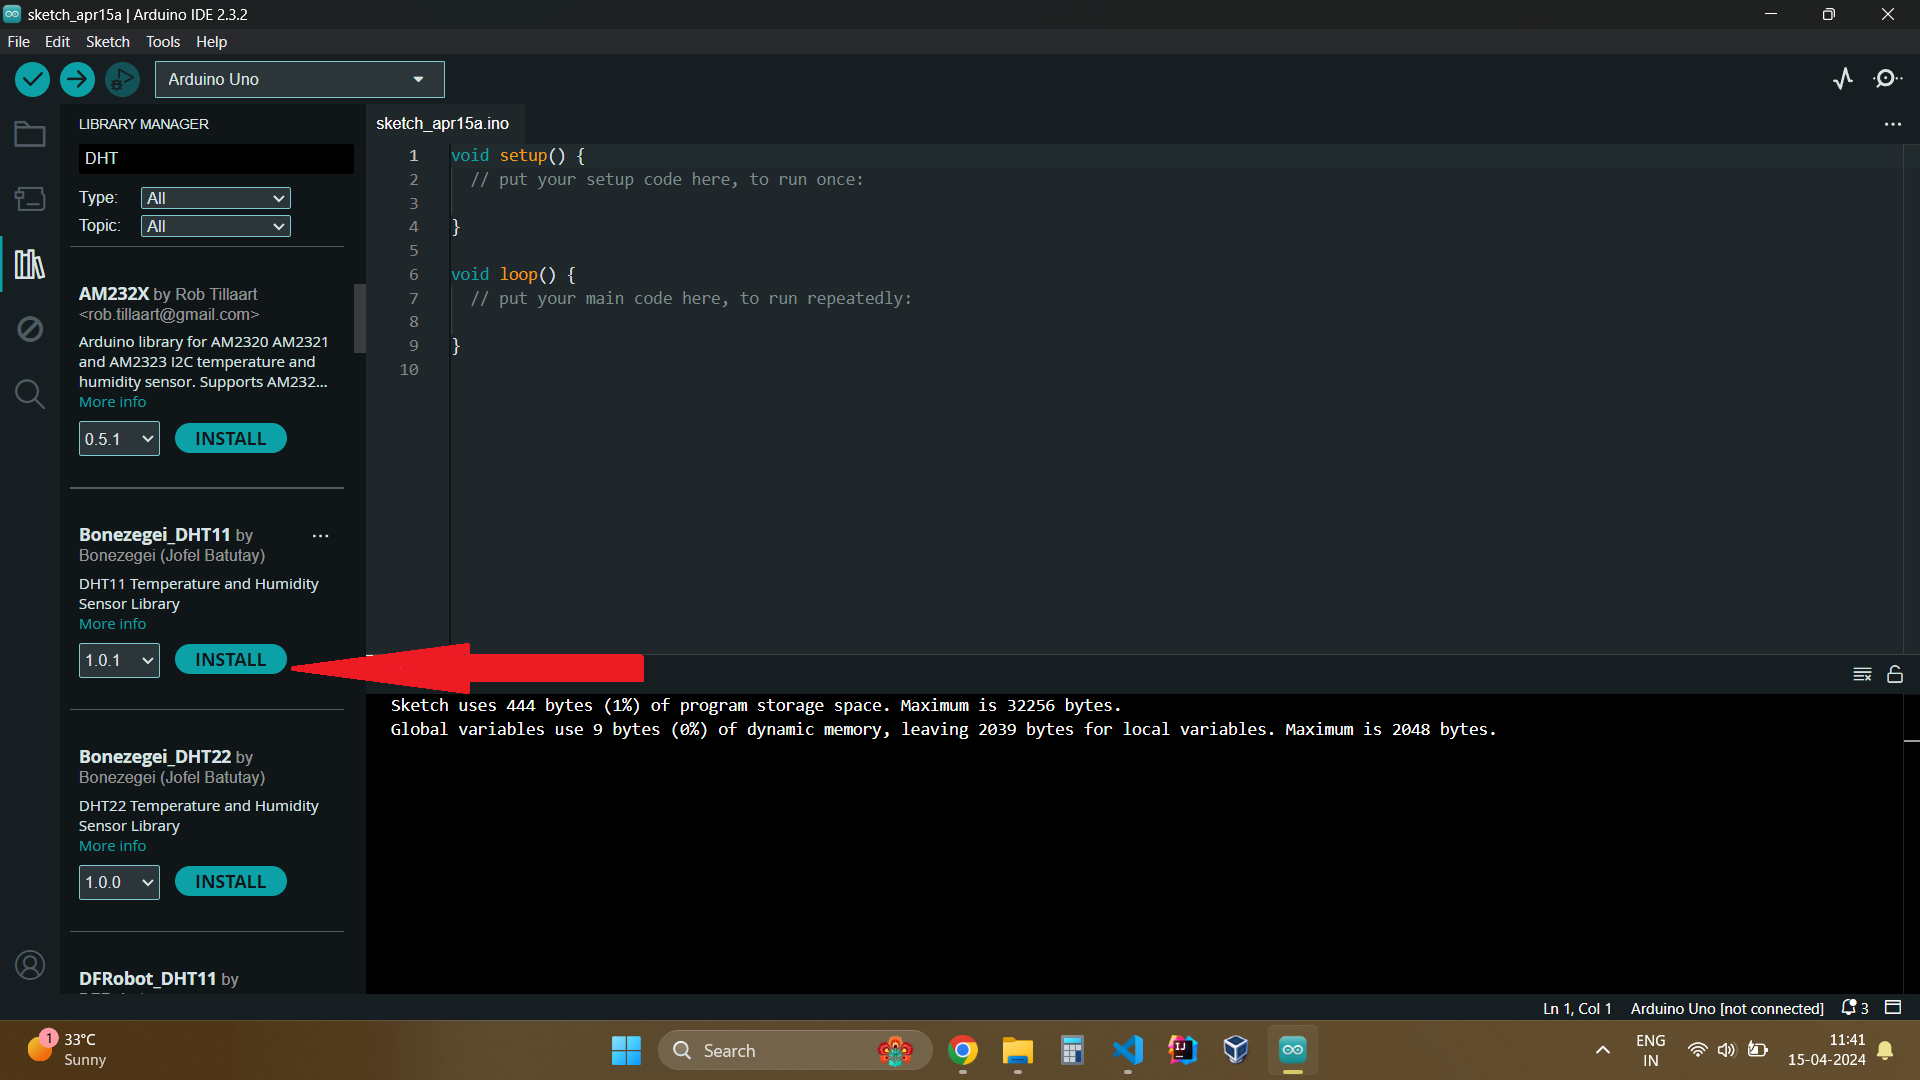 sketch_apr15a | Arduino IDE 2.3.2
File Edit Sketch Tools Help
Arduino Uno
LIBRARY MANAGER
DHT
Type: All
Topic: All
AM232X by Rob Tillaart
<rob.tillaart@gmail.com>
Arduino library for AM2320 AM2321
and AM2323 I2C temperature and
humidity sensor. Supports AM232...
More info
0.5.1 INSTALL
Bonezegei_DHT11 by
Bonezegei (Jofel Batutay)
DHT11 Temperature and Humidity
Sensor Library
More info
1.0.1 INSTALL
Bonezegei_DHT22 by
Bonezegei (Jofel Batutay)
DHT22 Temperature and Humidity
Sensor Library
More info
1.0.0 INSTALL
DFRobot_DHT11 by
sketch_apr15a.ino
1 void setup() {
2 // put your setup code here, to run once:
3
4 }
5
6 void loop() {
7 // put your main code here, to run repeatedly:
8
9 }
10
Sketch uses 444 bytes (1%) of program storage space. Maximum is 32256 bytes.
Global variables use 9 bytes (0%) of dynamic memory, leaving 2039 bytes for local variables. Maximum is 2048 bytes.
Ln 1, Col 1 Arduino Uno [not connected] 3
1
33°C
Sunny
Search
IJ
ENG
IN
11:41
15-04-2024